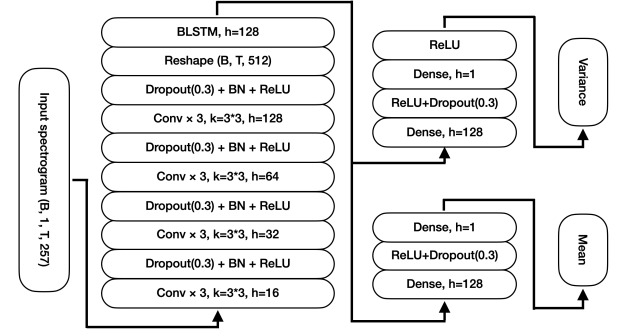 Input spectrogram (B, 1, T, 257)
BLSTM, h=128
Reshape (B, T, 512)
Dropout(0.3) + BN + ReLU
Conv × 3, k=3*3, h=128
Dropout(0.3) + BN + ReLU
Conv × 3, k=3*3, h=64
Dropout(0.3) + BN + ReLU
Conv × 3, k=3*3, h=32
Dropout(0.3) + BN + ReLU
Conv × 3, k=3*3, h=16
ReLU
Dense, h=1
ReLU+Dropout(0.3)
Dense, h=128
Variance
Dense, h=1
ReLU+Dropout(0.3)
Dense, h=128
Mean